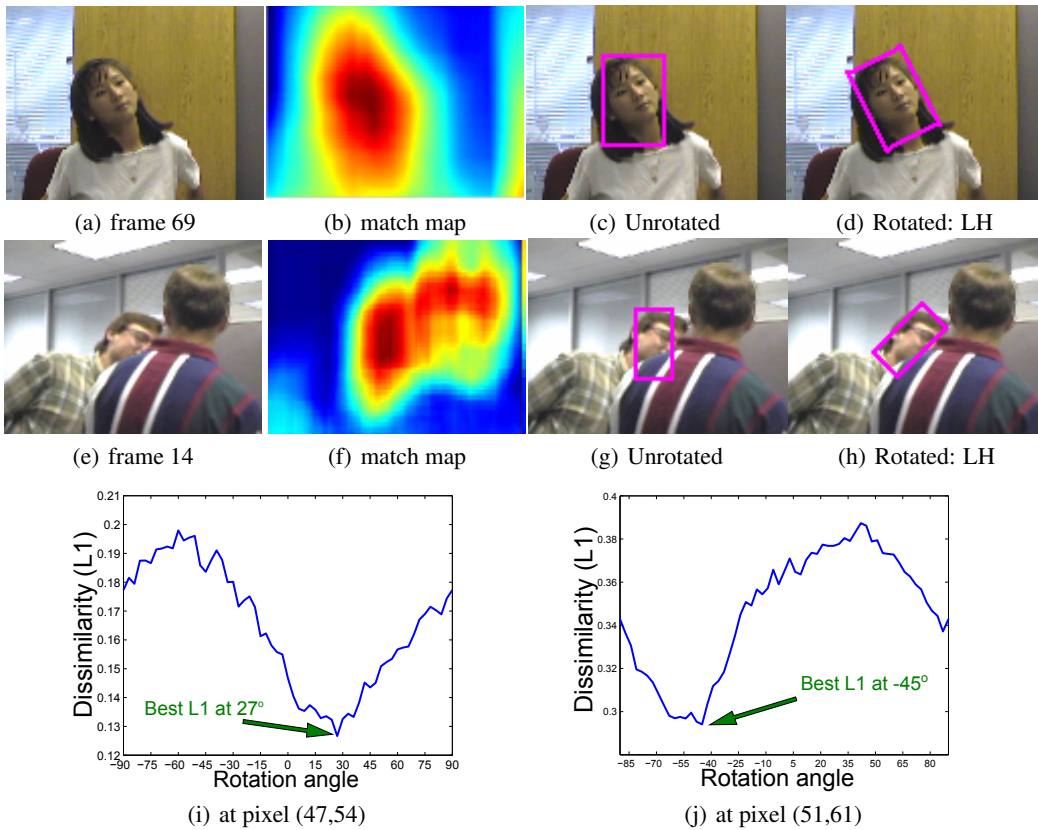 (a) frame 69
(b) match map
(c) Unrotated
(d) Rotated: LH
(e) frame 14
(f) match map
(g) Unrotated
(h) Rotated: LH
0.21
0.2
0.19
0.18
0.17
0.16
0.15
0.14
0.13
0.12
Dissimilarity (L1)
Best L1 at 27°
−90 −75 −60 −45 −30 −15 0 15 30 45 60 75 90
Rotation angle
(i) at pixel (47,54)
0.4
0.38
0.36
0.34
0.32
0.3
Dissimilarity (L1)
Best L1 at -45°
−85 −70 −55 −40 −25 −10 5 20 35 50 65 80
Rotation angle
(j) at pixel (51,61)